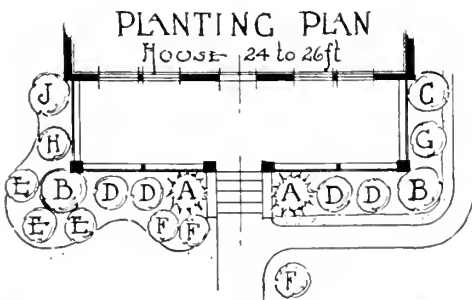 PLANTING PLAN
HOUSE 24 to 26ft
J C
H G
E B D D A A D D B
E E F F
F